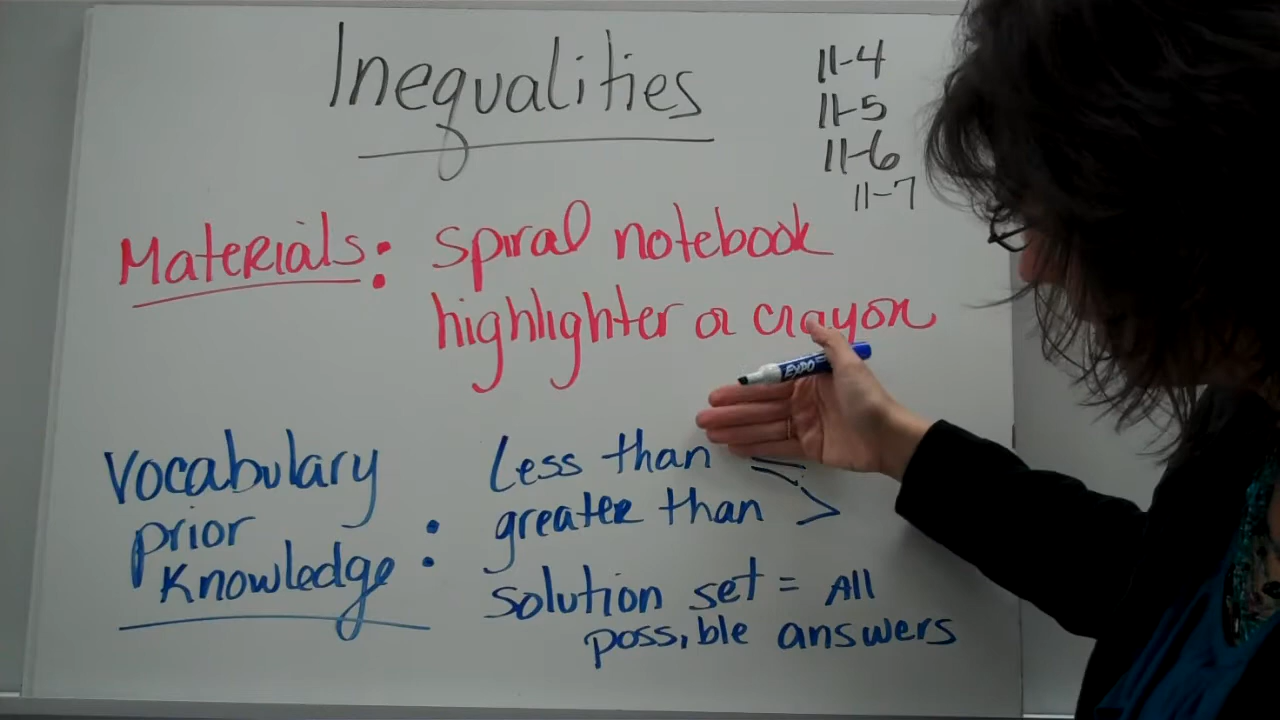 Inequalities
11-4
11-5
11-6
11-7
Materials: spiral notebook
highlighter or crayon
EXPO
Vocabulary
prior
Knowledge :
Less than
greater than >
solution set = All
possible answers